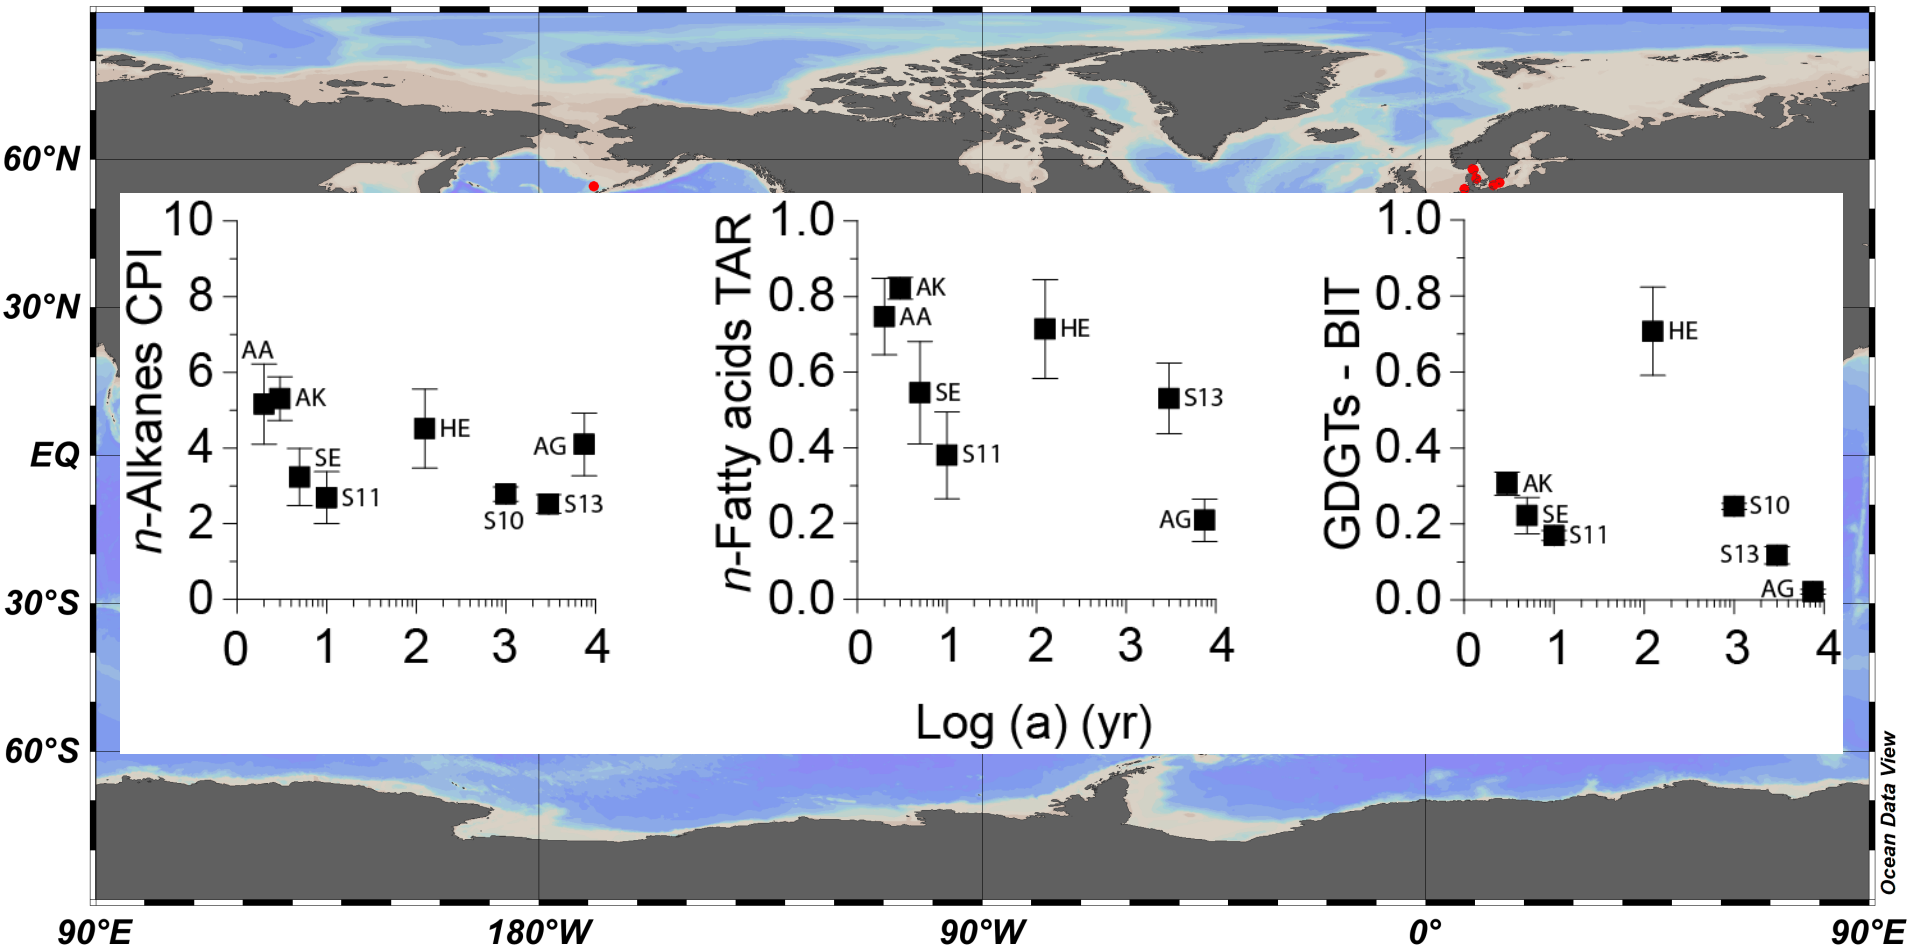 60°N
30°N
EQ
30°S
60°S
90°E
180°W
90°W
0°
90°E
Ocean Data View
n-Alkanes CPI
10
8
6
4
2
0
0 1 2 3 4
AA
AK
SE
S11
HE
S10
S13
AG
n-Fatty acids TAR
1.0
0.8
0.6
0.4
0.2
0.0
0 1 2 3 4
AK
AA
SE
S11
HE
S13
AG
GDGTs - BIT
1.0
0.8
0.6
0.4
0.2
0.0
0 1 2 3 4
AK
SE
S11
HE
S10
S13
AG
Log (a) (yr)